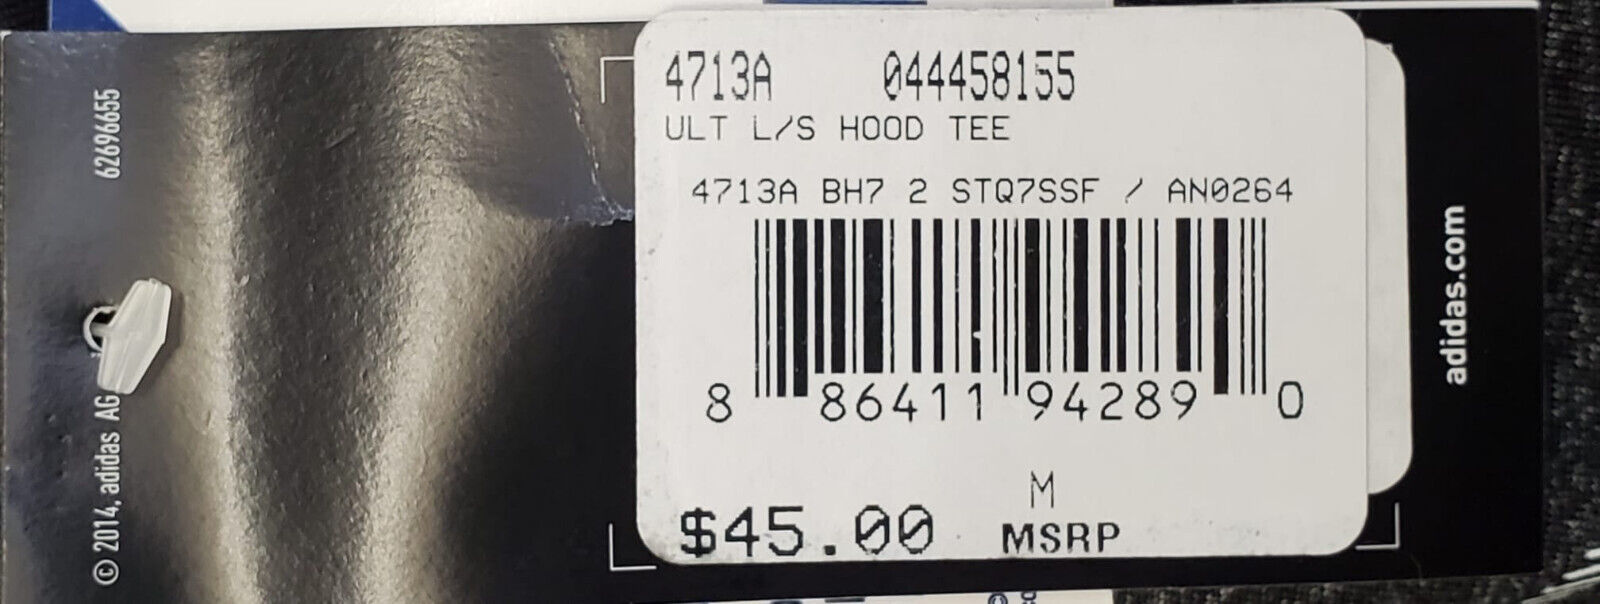 62696655
© 2014, adidas AG
4713A 044458155
ULT L/S HOOD TEE
4713A BH7 2 STQ7SSF / AN0264
8 86411 94289 0
M
$45.00 MSRP
adidas.com